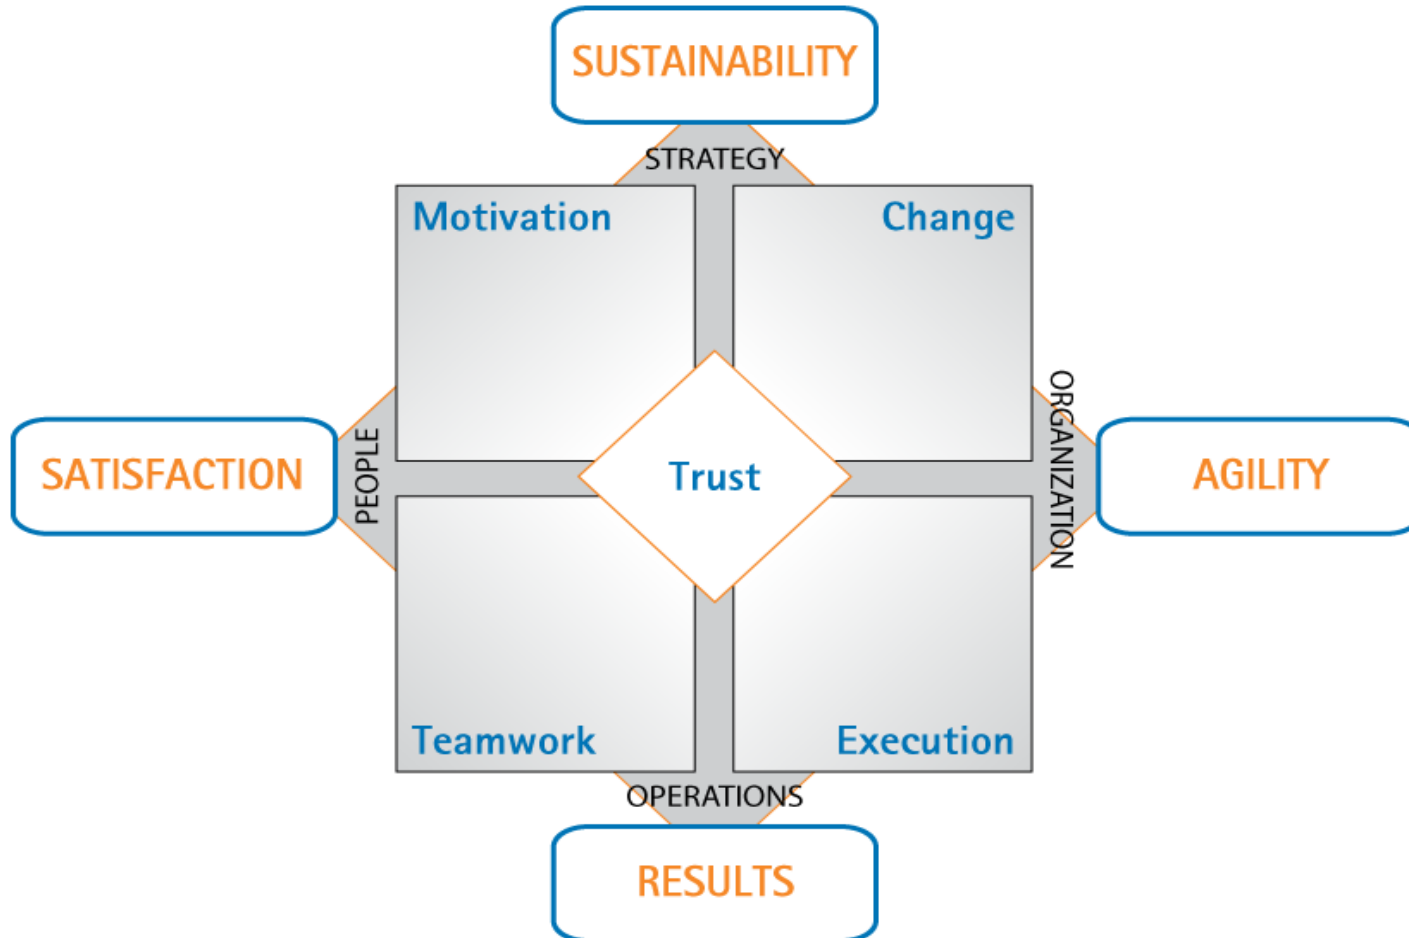 SUSTAINABILITY
STRATEGY
Motivation
Change
SATISFACTION
PEOPLE
Trust
ORGANIZATION
AGILITY
Teamwork
Execution
OPERATIONS
RESULTS